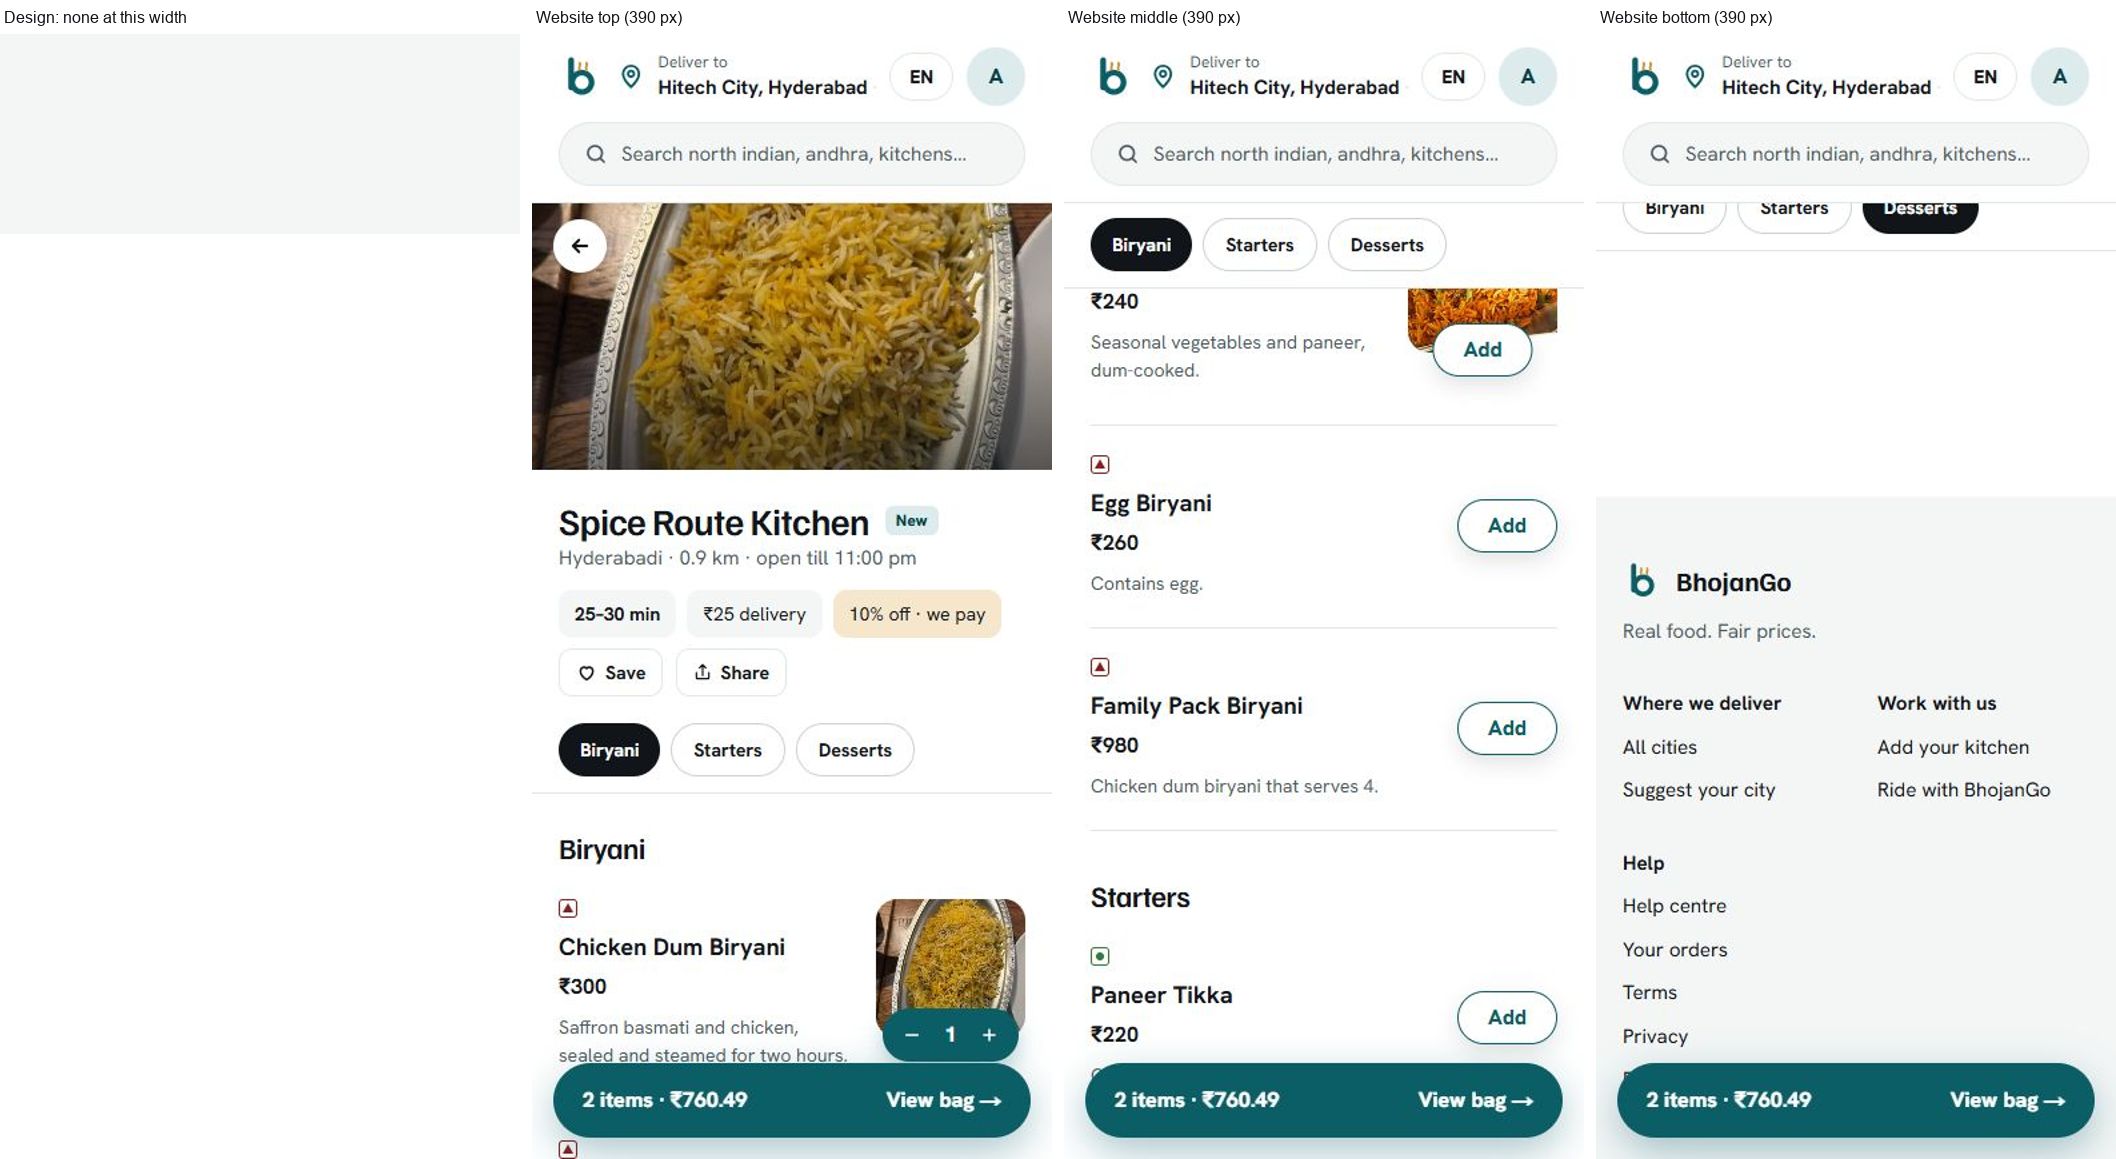 Design: none at this width
Website top (390 px)
Deliver to
Hitech City, Hyderabad
EN
A
Search north indian, andhra, kitchens...
Spice Route Kitchen
New
Hyderabadi · 0.9 km · open till 11:00 pm
25–30 min
₹25 delivery
10% off · we pay
Save
Share
Biryani
Starters
Desserts
Biryani
Chicken Dum Biryani
₹300
Saffron basmati and chicken,
sealed and steamed for two hours.
− 1 +
2 items · ₹760.49
View bag →
Website middle (390 px)
Deliver to
Hitech City, Hyderabad
EN
A
Search north indian, andhra, kitchens...
Biryani
Starters
Desserts
₹240
Seasonal vegetables and paneer,
dum-cooked.
Add
Egg Biryani
₹260
Contains egg.
Add
Family Pack Biryani
₹980
Chicken dum biryani that serves 4.
Add
Starters
Paneer Tikka
₹220
Add
2 items · ₹760.49
View bag →
Website bottom (390 px)
Deliver to
Hitech City, Hyderabad
EN
A
Search north indian, andhra, kitchens...
Biryani
Starters
Desserts
BhojanGo
Real food. Fair prices.
Where we deliver
All cities
Suggest your city
Work with us
Add your kitchen
Ride with BhojanGo
Help
Help centre
Your orders
Terms
Privacy
2 items · ₹760.49
View bag →